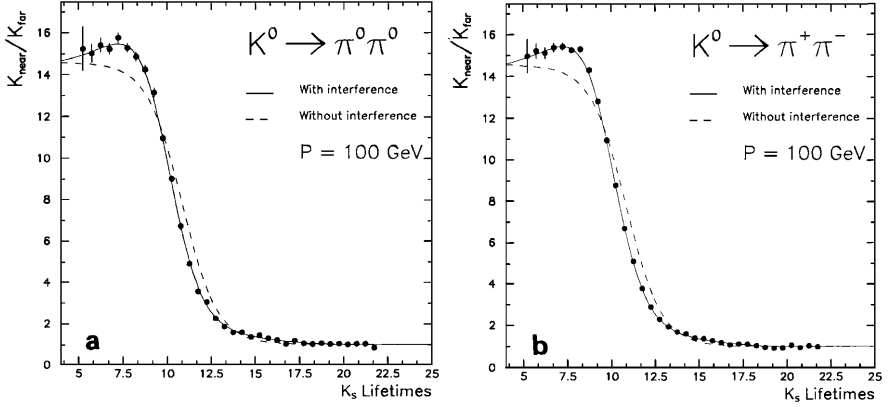 K_near/K_far
16
14
12
10
8
6
4
2
0
K⁰ → π⁰π⁰
With interference
Without interference
P = 100 GeV
a
5 7.5 10 12.5 15 17.5 20 22.5 25
K_S Lifetimes
K_near/K_far
16
14
12
10
8
6
4
2
0
K⁰ → π⁺π⁻
With interference
Without interference
P = 100 GeV
b
5 7.5 10 12.5 15 17.5 20 22.5 25
K_S Lifetimes